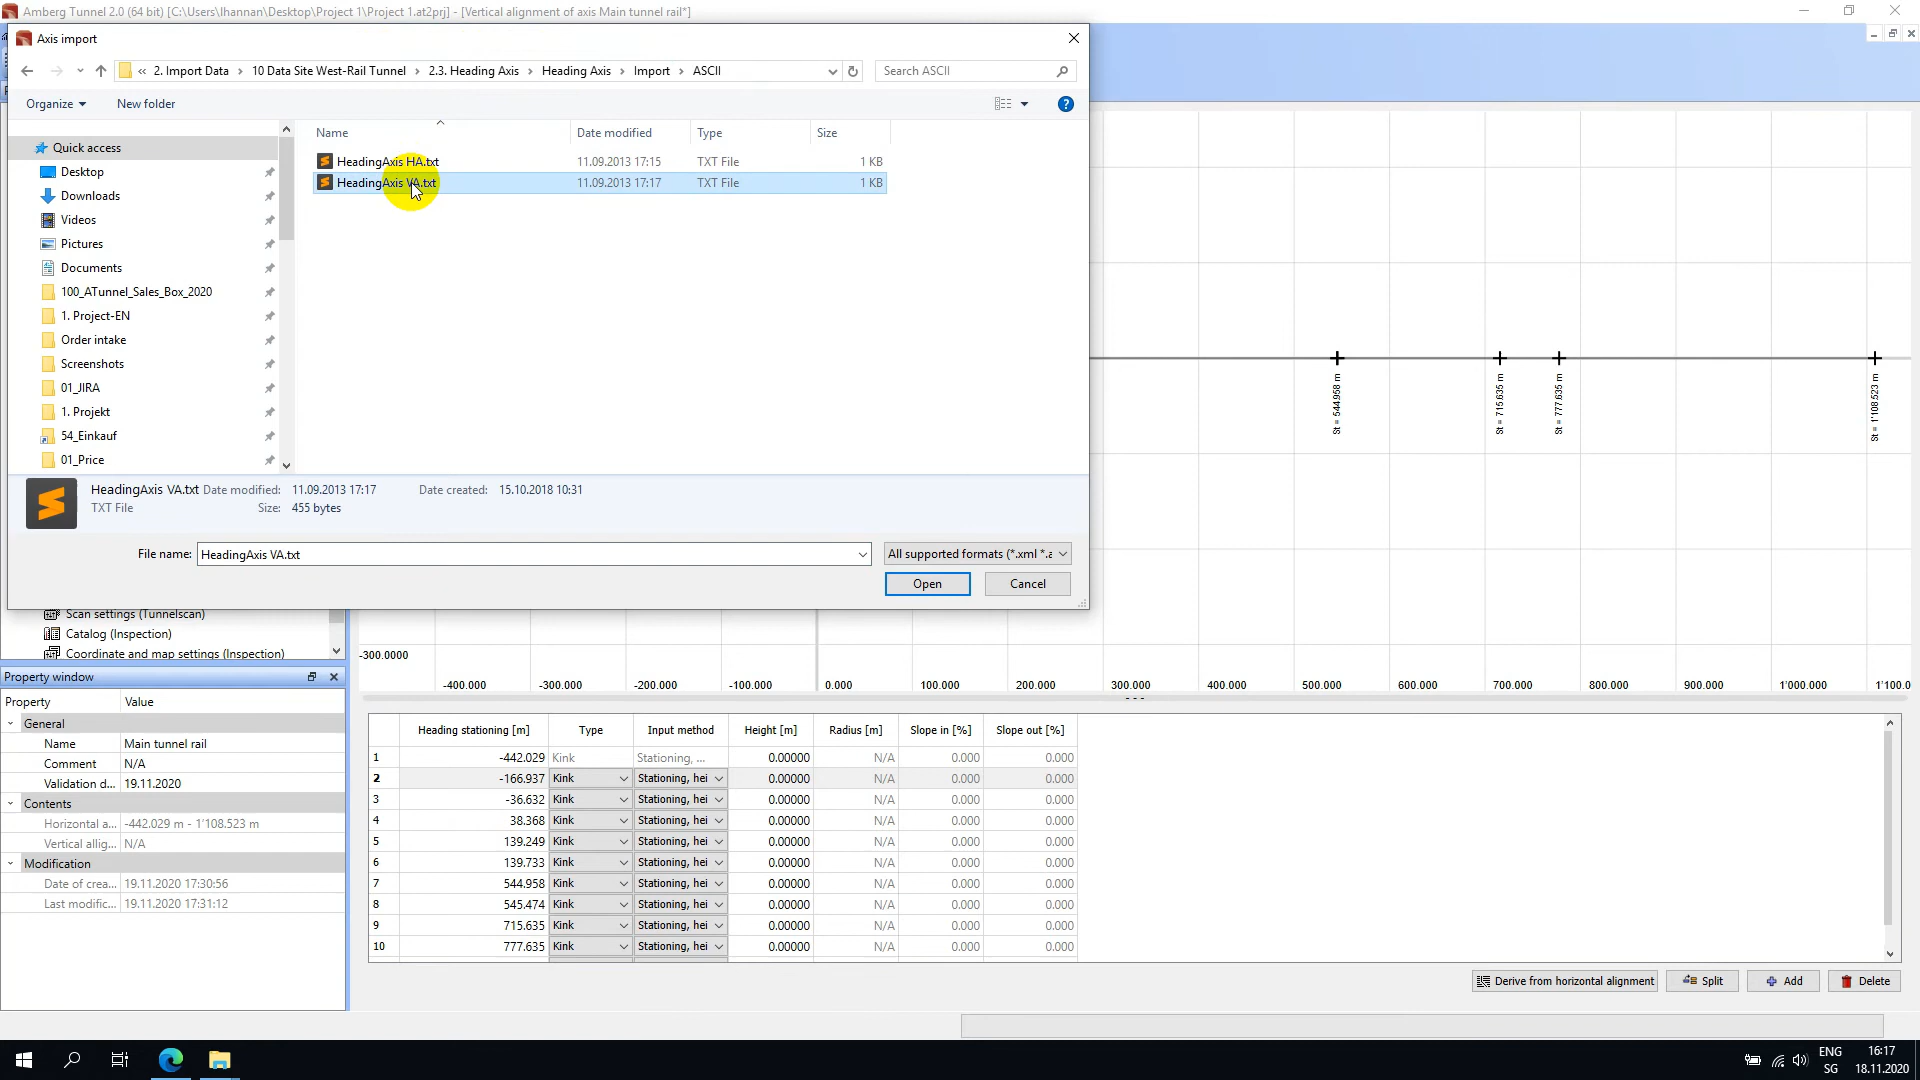 Amberg Tunnel 2.0 (64 bit) [C:\Users\lhannan\Desktop\Project 1\Project 1.at2prj] - [Vertical alignment of axis Main tunnel rail*]
Axis import
« 2. Import Data › 10 Data Site West-Rail Tunnel › 2.3. Heading Axis › Heading Axis › Import › ASCII
Search ASCII
Organize
New folder
Name Date modified Type Size
HeadingAxis HA.txt 11.09.2013 17:15 TXT File 1 KB
HeadingAxis VA.txt 11.09.2013 17:17 TXT File 1 KB
Quick access
Desktop
Downloads
Videos
Pictures
Documents
100_ATunnel_Sales_Box_2020
1. Project-EN
Order intake
Screenshots
01_JIRA
1. Projekt
54_Einkauf
01_Price
HeadingAxis VA.txt Date modified: 11.09.2013 17:17 Date created: 15.10.2018 10:31
TXT File Size: 455 bytes
File name: HeadingAxis VA.txt
All supported formats (*.xml *.a
Open
Cancel
St = 544.958 m
St = 715.635 m
St = 777.635 m
St = 1'108.523 m
Scan settings (Tunnelscan)
Catalog (Inspection)
Coordinate and map settings (Inspection)
-300.0000
-400.000 -300.000 -200.000 -100.000 0.000 100.000 200.000 300.000 400.000 500.000 600.000 700.000 800.000 900.000 1'000.000 1'100.0
Property window
Property Value
General
Name Main tunnel rail
Comment N/A
Validation d... 19.11.2020
Contents
Horizontal a... -442.029 m - 1'108.523 m
Vertical allig... N/A
Modification
Date of crea... 19.11.2020 17:30:56
Last modific... 19.11.2020 17:31:12
Heading stationing [m] Type Input method Height [m] Radius [m] Slope in [%] Slope out [%]
1 -442.029 Kink Stationing, ... 0.00000 N/A 0.000 0.000
2 -166.937 Kink Stationing, hei 0.00000 N/A 0.000 0.000
3 -36.632 Kink Stationing, hei 0.00000 N/A 0.000 0.000
4 38.368 Kink Stationing, hei 0.00000 N/A 0.000 0.000
5 139.249 Kink Stationing, hei 0.00000 N/A 0.000 0.000
6 139.733 Kink Stationing, hei 0.00000 N/A 0.000 0.000
7 544.958 Kink Stationing, hei 0.00000 N/A 0.000 0.000
8 545.474 Kink Stationing, hei 0.00000 N/A 0.000 0.000
9 715.635 Kink Stationing, hei 0.00000 N/A 0.000 0.000
10 777.635 Kink Stationing, hei 0.00000 N/A 0.000 0.000
Derive from horizontal alignment
Split
Add
Delete
ENG 16:17
SG 18.11.2020